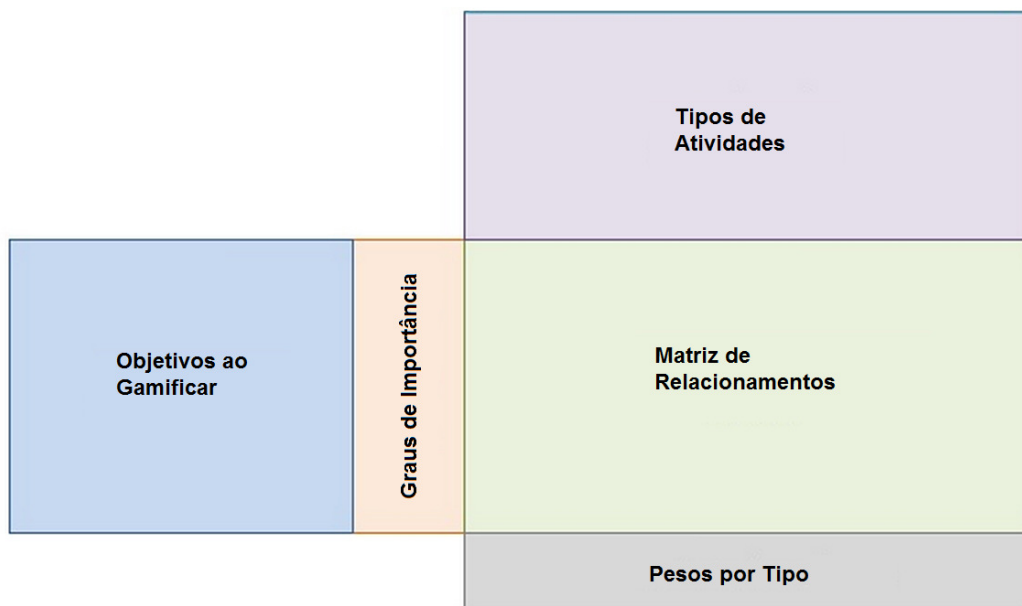 Tipos de
Atividades
Objetivos ao
Gamificar
Graus de Importância
Matriz de
Relacionamentos
Pesos por Tipo